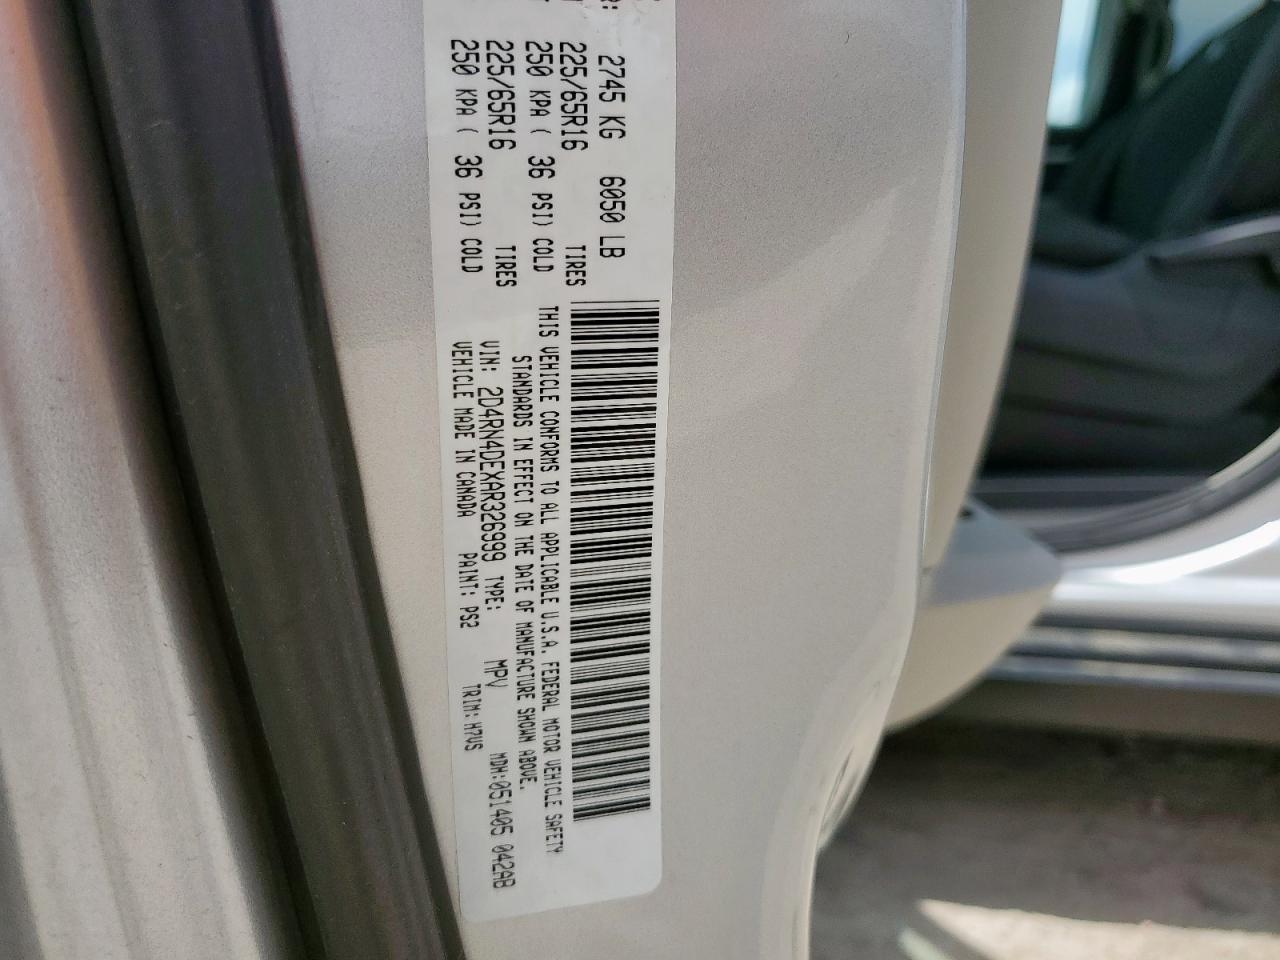 R: 2745 KG 6050 LB
225/65R16 TIRES
250 KPA ( 36 PSI) COLD
225/65R16 TIRES
250 KPA ( 36 PSI) COLD
THIS VEHICLE CONFORMS TO ALL APPLICABLE U.S.A. FEDERAL MOTOR VEHICLE SAFETY
STANDARDS IN EFFECT ON THE DATE OF MANUFACTURE SHOWN ABOVE.
VIN: 2D4RN4DEXAR326999 TYPE: MPV MDH:051405 042AB
VEHICLE MADE IN CANADA PAINT: PS2 TRIM: H7VS